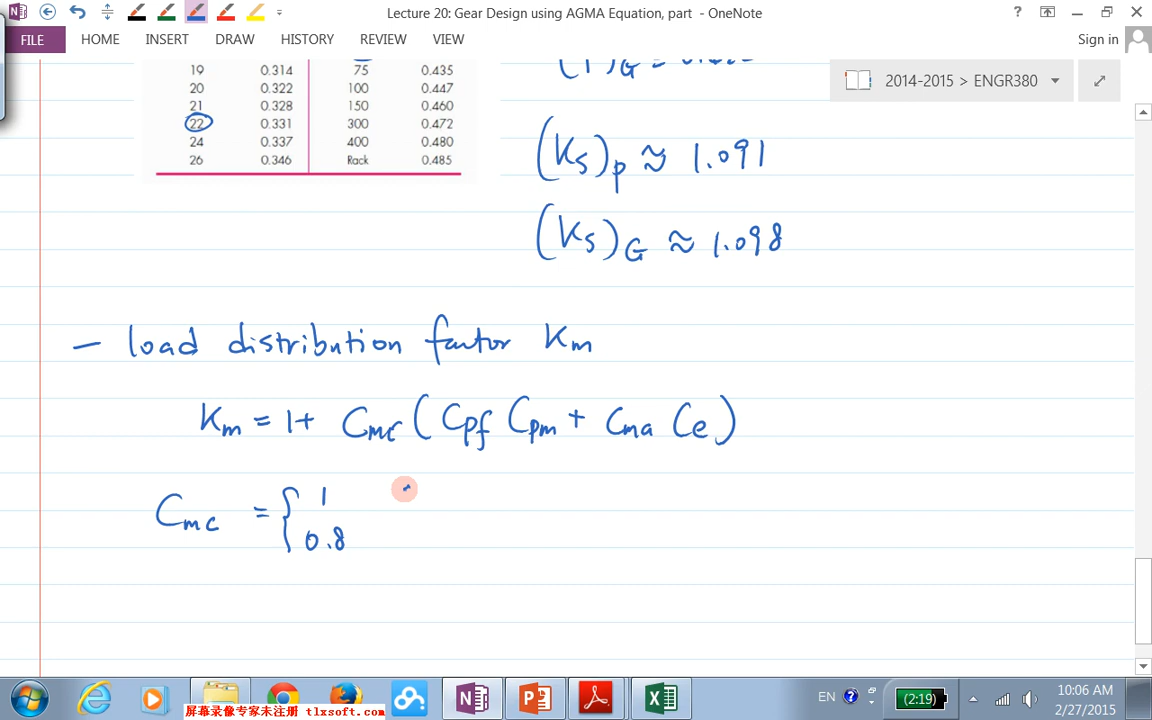 Lecture 20: Gear Design using AGMA Equation, part - OneNote
FILE HOME INSERT DRAW HISTORY REVIEW VIEW Sign in
2014-2015 > ENGR380
19 0.314 75 0.435
20 0.322 100 0.447
21 0.328 150 0.460
22 0.331 300 0.472
24 0.337 400 0.480
26 0.346 Rack 0.485
(Ks)p ≈ 1.091
(Ks)G ≈ 1.098
- load distribution factor Km
Km = 1+ Cmc ( Cpf Cpm + Cma Ce )
Cmc = { 1
0.8
EN (2:19) 10:06 AM
2/27/2015
屏幕录像专家未注册 tlxsoft.com